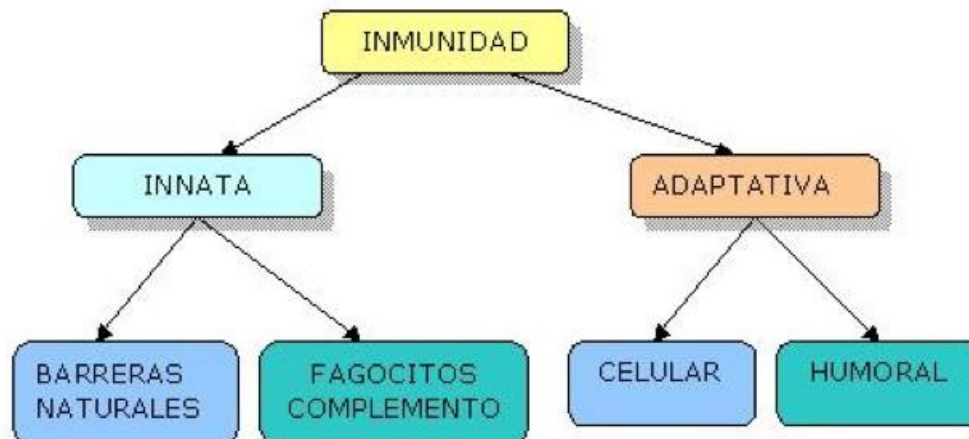 INMUNIDAD
INNATA
ADAPTATIVA
BARRERAS
NATURALES
FAGOCITOS
COMPLEMENTO
CELULAR
HUMORAL